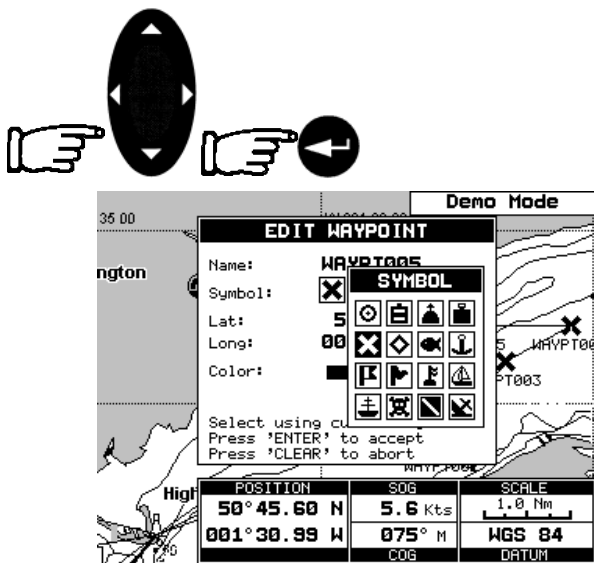 Demo Mode
35 00
EDIT WAYPOINT
ngton
Name: WAYPT005
SYMBOL
Symbol:
Lat: 5
Long: 00
Color:
WAYPT00
PT003
Select using cu
Press 'ENTER' to accept
Press 'CLEAR' to abort
High
POSITION SOG SCALE
50°45.60 N 5.6 Kts 1.0 Nm
001°30.99 W 075° M WGS 84
COG DATUM